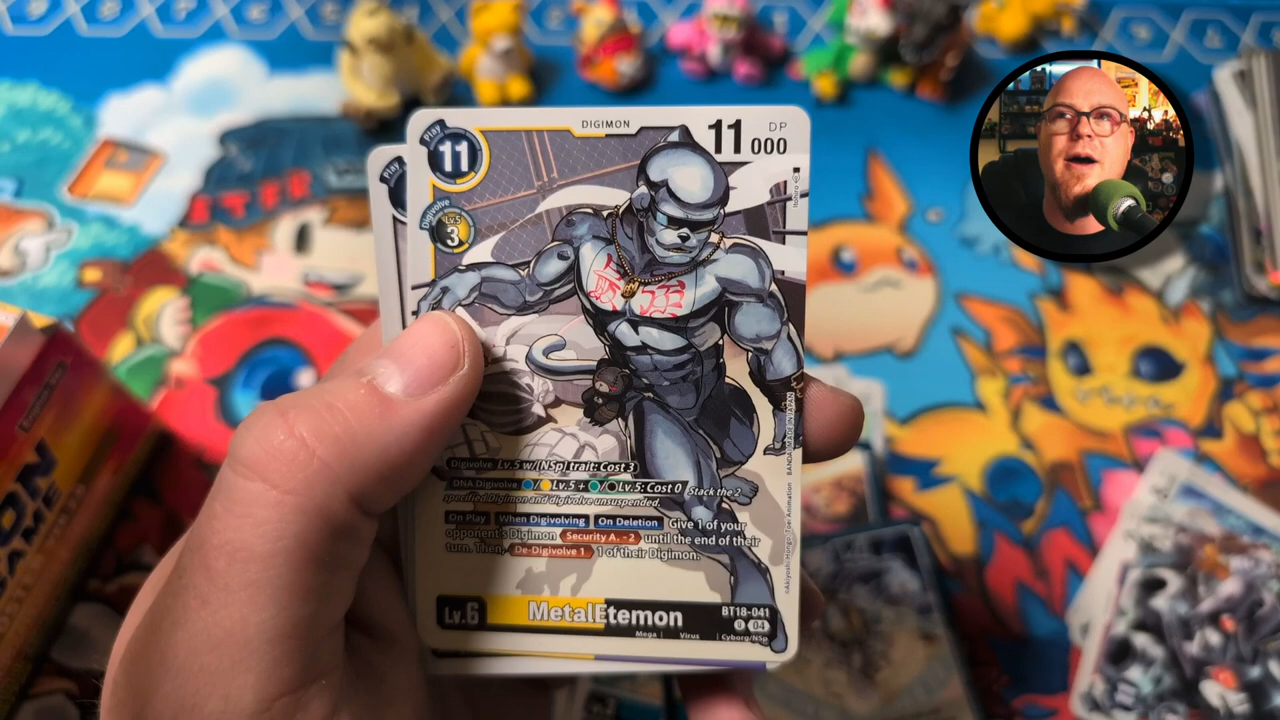 Play
11
DIGIMON
11 000
DP
Digivolve
Lv.5
3
Digivolve Lv.5 w/[NSp] trait: Cost 3
DNA Digivolve / Lv.5 + / Lv.5: Cost 0 Stack the 2
specified Digimon and digivolve unsuspended.
On Play When Digivolving On Deletion Give 1 of your
opponent's Digimon Security A. -2 until the end of their
turn. Then, De-Digivolve 1 1 of their Digimon.
Lv.6
MetalEtemon
BT18-041
U 04
Mega | Virus | Cyborg/NSp
©Akiyoshi Hongo, Toei Animation BANDAI MADE IN JAPAN
Play
ON
AME